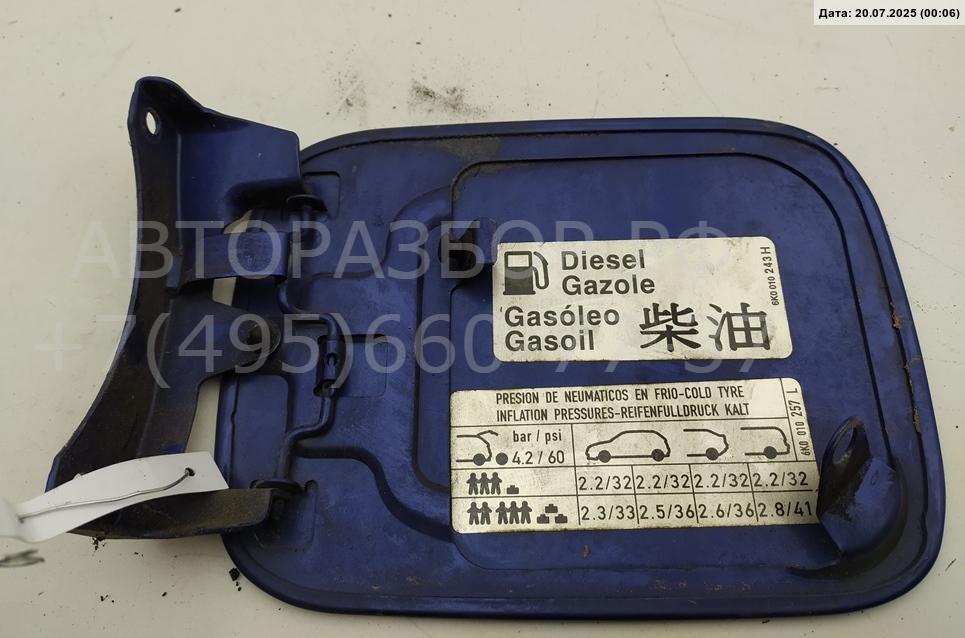 Дата: 20.07.2025 (00:06)
АВТОРАЗБОР.РФ
Diesel
Gazole
Gasóleo
Gasoil
柴油
6K0 010 243 H
PRESION DE NEUMATICOS EN FRIO-COLD TYRE
INFLATION PRESSURES-REIFENFULLDRUCK KALT
bar / psi
4.2 / 60
2.2/32 2.2/32 2.2/32 2.2/32
2.3/33 2.5/36 2.6/36 2.8/41
6K0 010 257 L